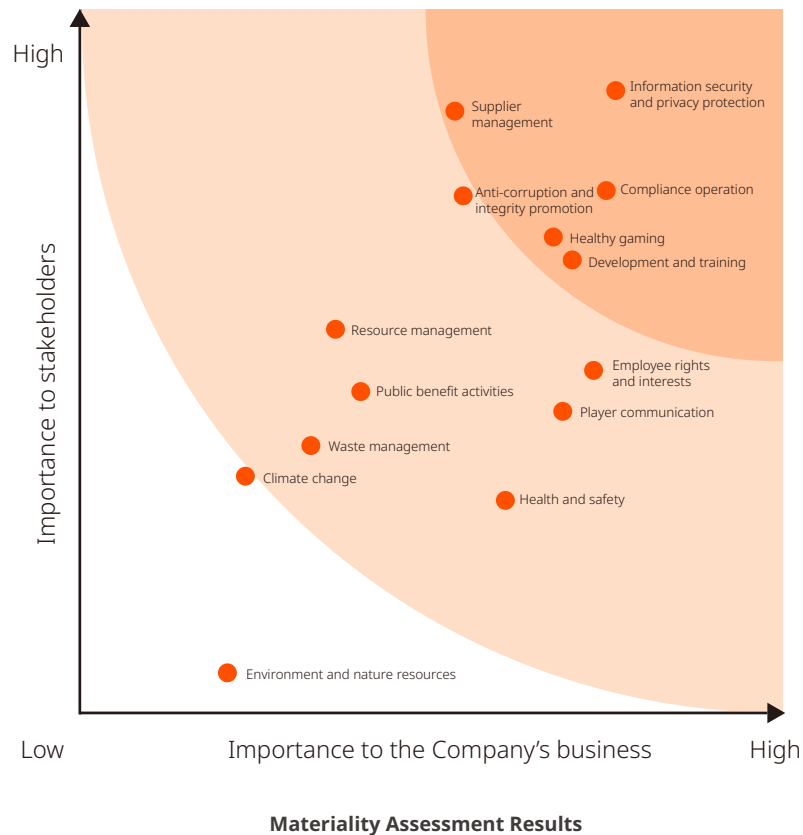 High
Information security
and privacy protection
Supplier
management
Compliance operation
Anti-corruption and
integrity promotion
Healthy gaming
Development and training
Importance to stakeholders
Resource management
Employee rights
and interests
Public benefit activities
Player communication
Waste management
Climate change
Health and safety
Environment and nature resources
Low
Importance to the Company’s business
High
Materiality Assessment Results